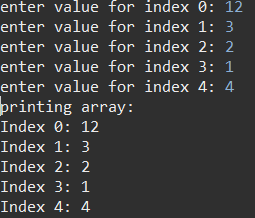 enter value for index 0: 12
enter value for index 1: 3
enter value for index 2: 2
enter value for index 3: 1
enter value for index 4: 4
printing array:
Index 0: 12
Index 1: 3
Index 2: 2
Index 3: 1
Index 4: 4